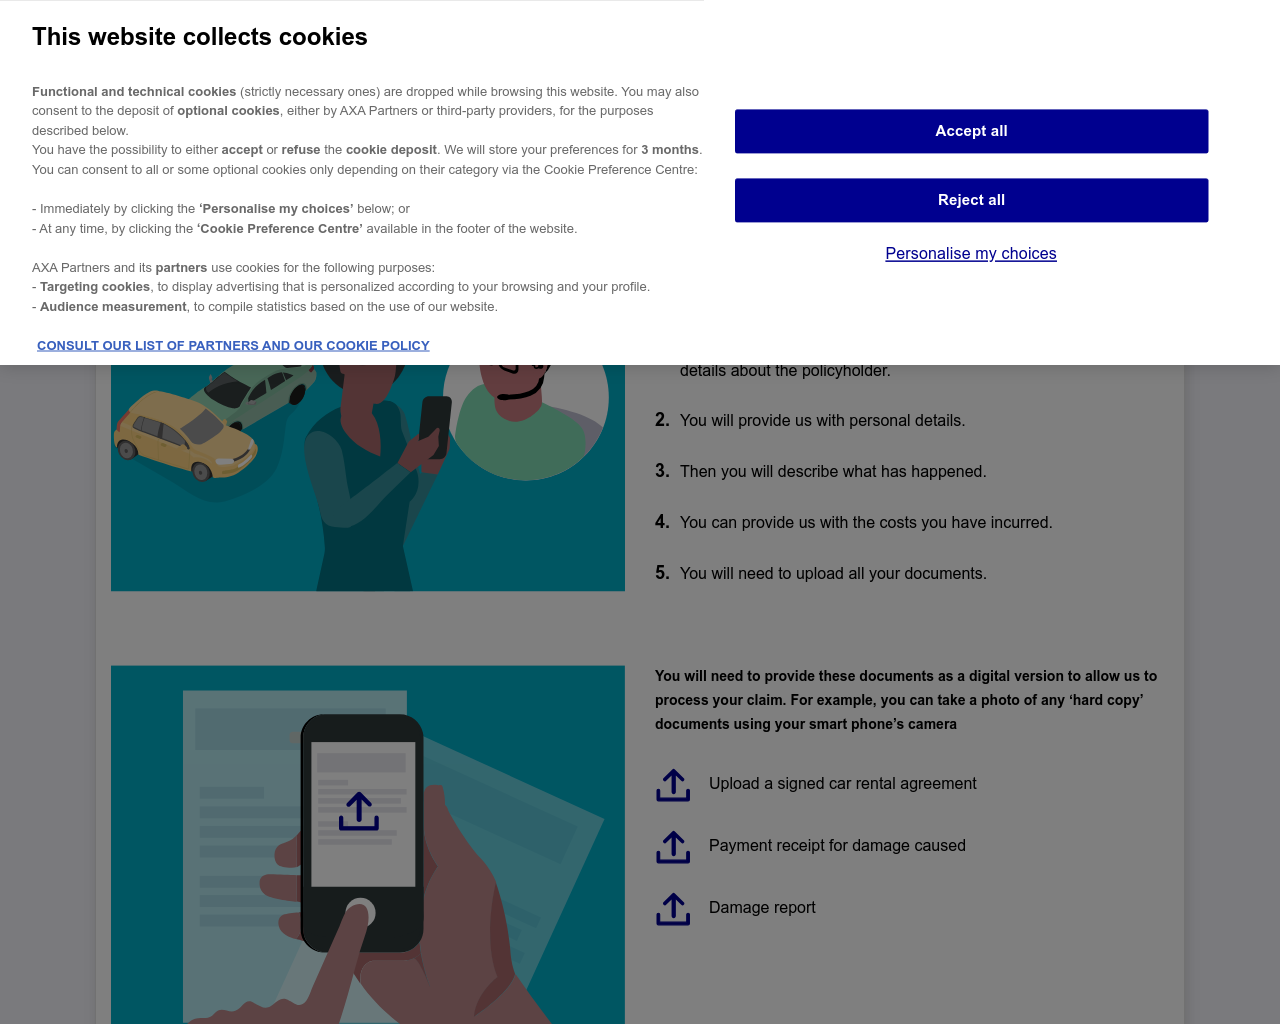 This website collects cookies
Functional and technical cookies (strictly necessary ones) are dropped while browsing this website. You may also
consent to the deposit of optional cookies, either by AXA Partners or third-party providers, for the purposes
described below.
You have the possibility to either accept or refuse the cookie deposit. We will store your preferences for 3 months.
You can consent to all or some optional cookies only depending on their category via the Cookie Preference Centre:
- Immediately by clicking the ‘Personalise my choices’ below; or
- At any time, by clicking the ‘Cookie Preference Centre’ available in the footer of the website.
AXA Partners and its partners use cookies for the following purposes:
- Targeting cookies, to display advertising that is personalized according to your browsing and your profile.
- Audience measurement, to compile statistics based on the use of our website.
CONSULT OUR LIST OF PARTNERS AND OUR COOKIE POLICY
Accept all
Reject all
Personalise my choices
details about the policyholder.
2. You will provide us with personal details.
3. Then you will describe what has happened.
4. You can provide us with the costs you have incurred.
5. You will need to upload all your documents.
You will need to provide these documents as a digital version to allow us to
process your claim. For example, you can take a photo of any ‘hard copy’
documents using your smart phone’s camera
Upload a signed car rental agreement
Payment receipt for damage caused
Damage report